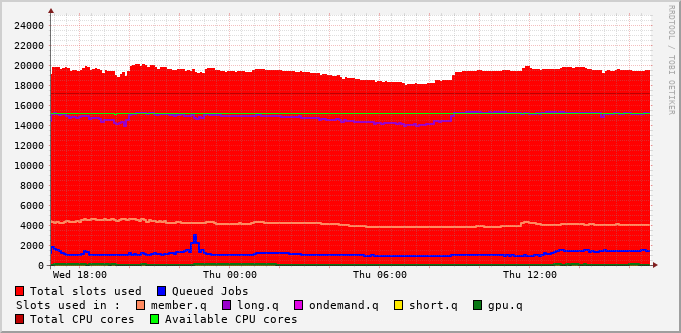 RRDTOOL / TOBI OETIKER
24000
22000
20000
18000
16000
14000
12000
10000
8000
6000
4000
2000
0
Wed 18:00 Thu 00:00 Thu 06:00 Thu 12:00
Total slots used Queued Jobs
Slots used in : member.q long.q ondemand.q short.q gpu.q
Total CPU cores Available CPU cores